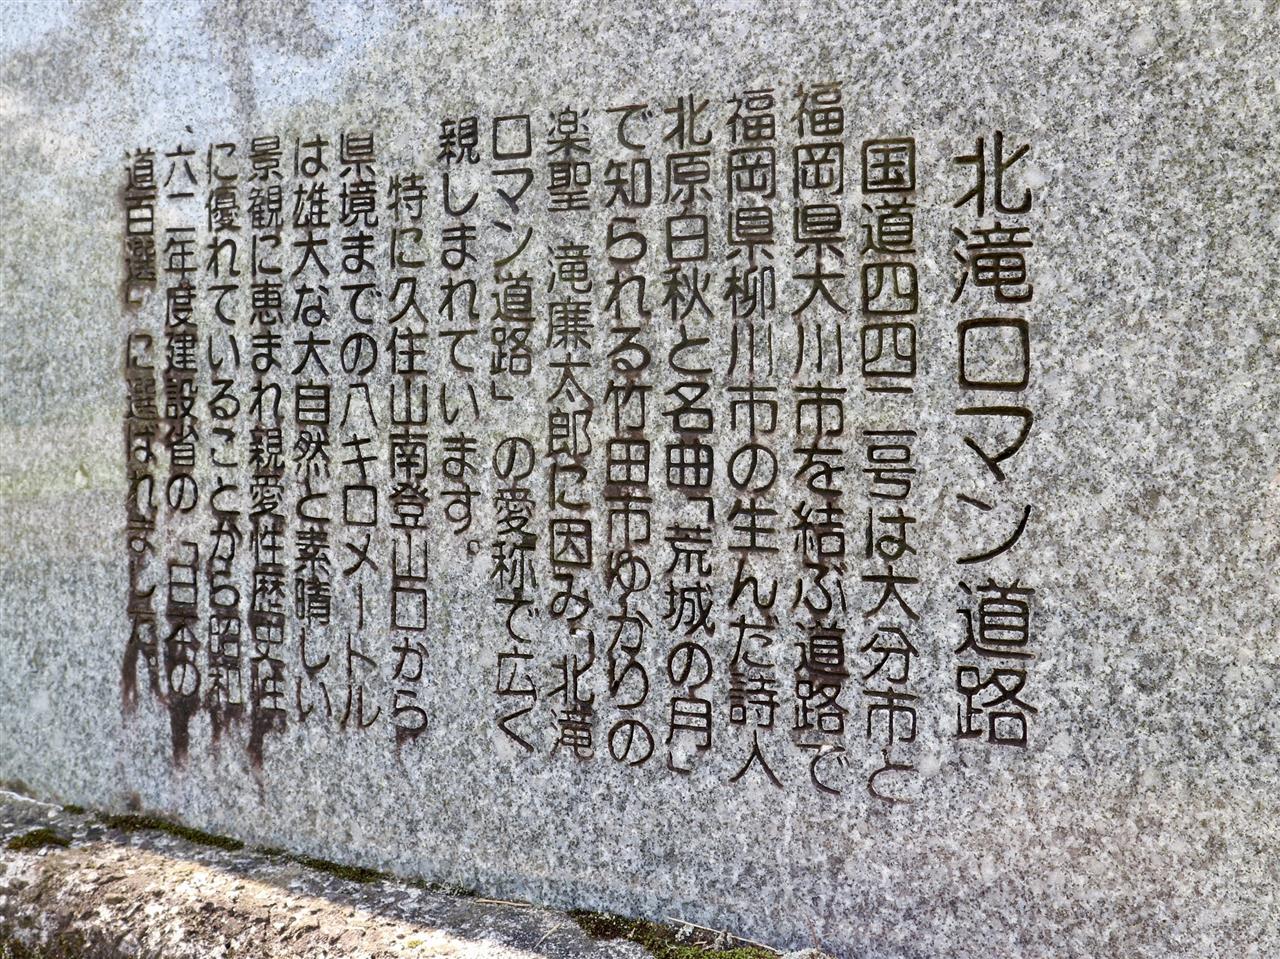 北滝ロマン道路
国道四四二号は大分市と
福岡県大川市を結ぶ道路で
福岡県柳川市の生んだ詩人
北原白秋と名曲「荒城の月」
で知られる竹田市ゆかりの
楽聖 滝廉太郎に因み、「北滝
ロマン道路」の愛称で広く
親しまれています。
特に久住山南登山口から
県境までの八キロメートル
は雄大な大自然と素晴しい
景観に恵まれ親愛性歴史性
に優れていることから昭和
六二年度建設省の「日本の
道百選」に選ばれました。